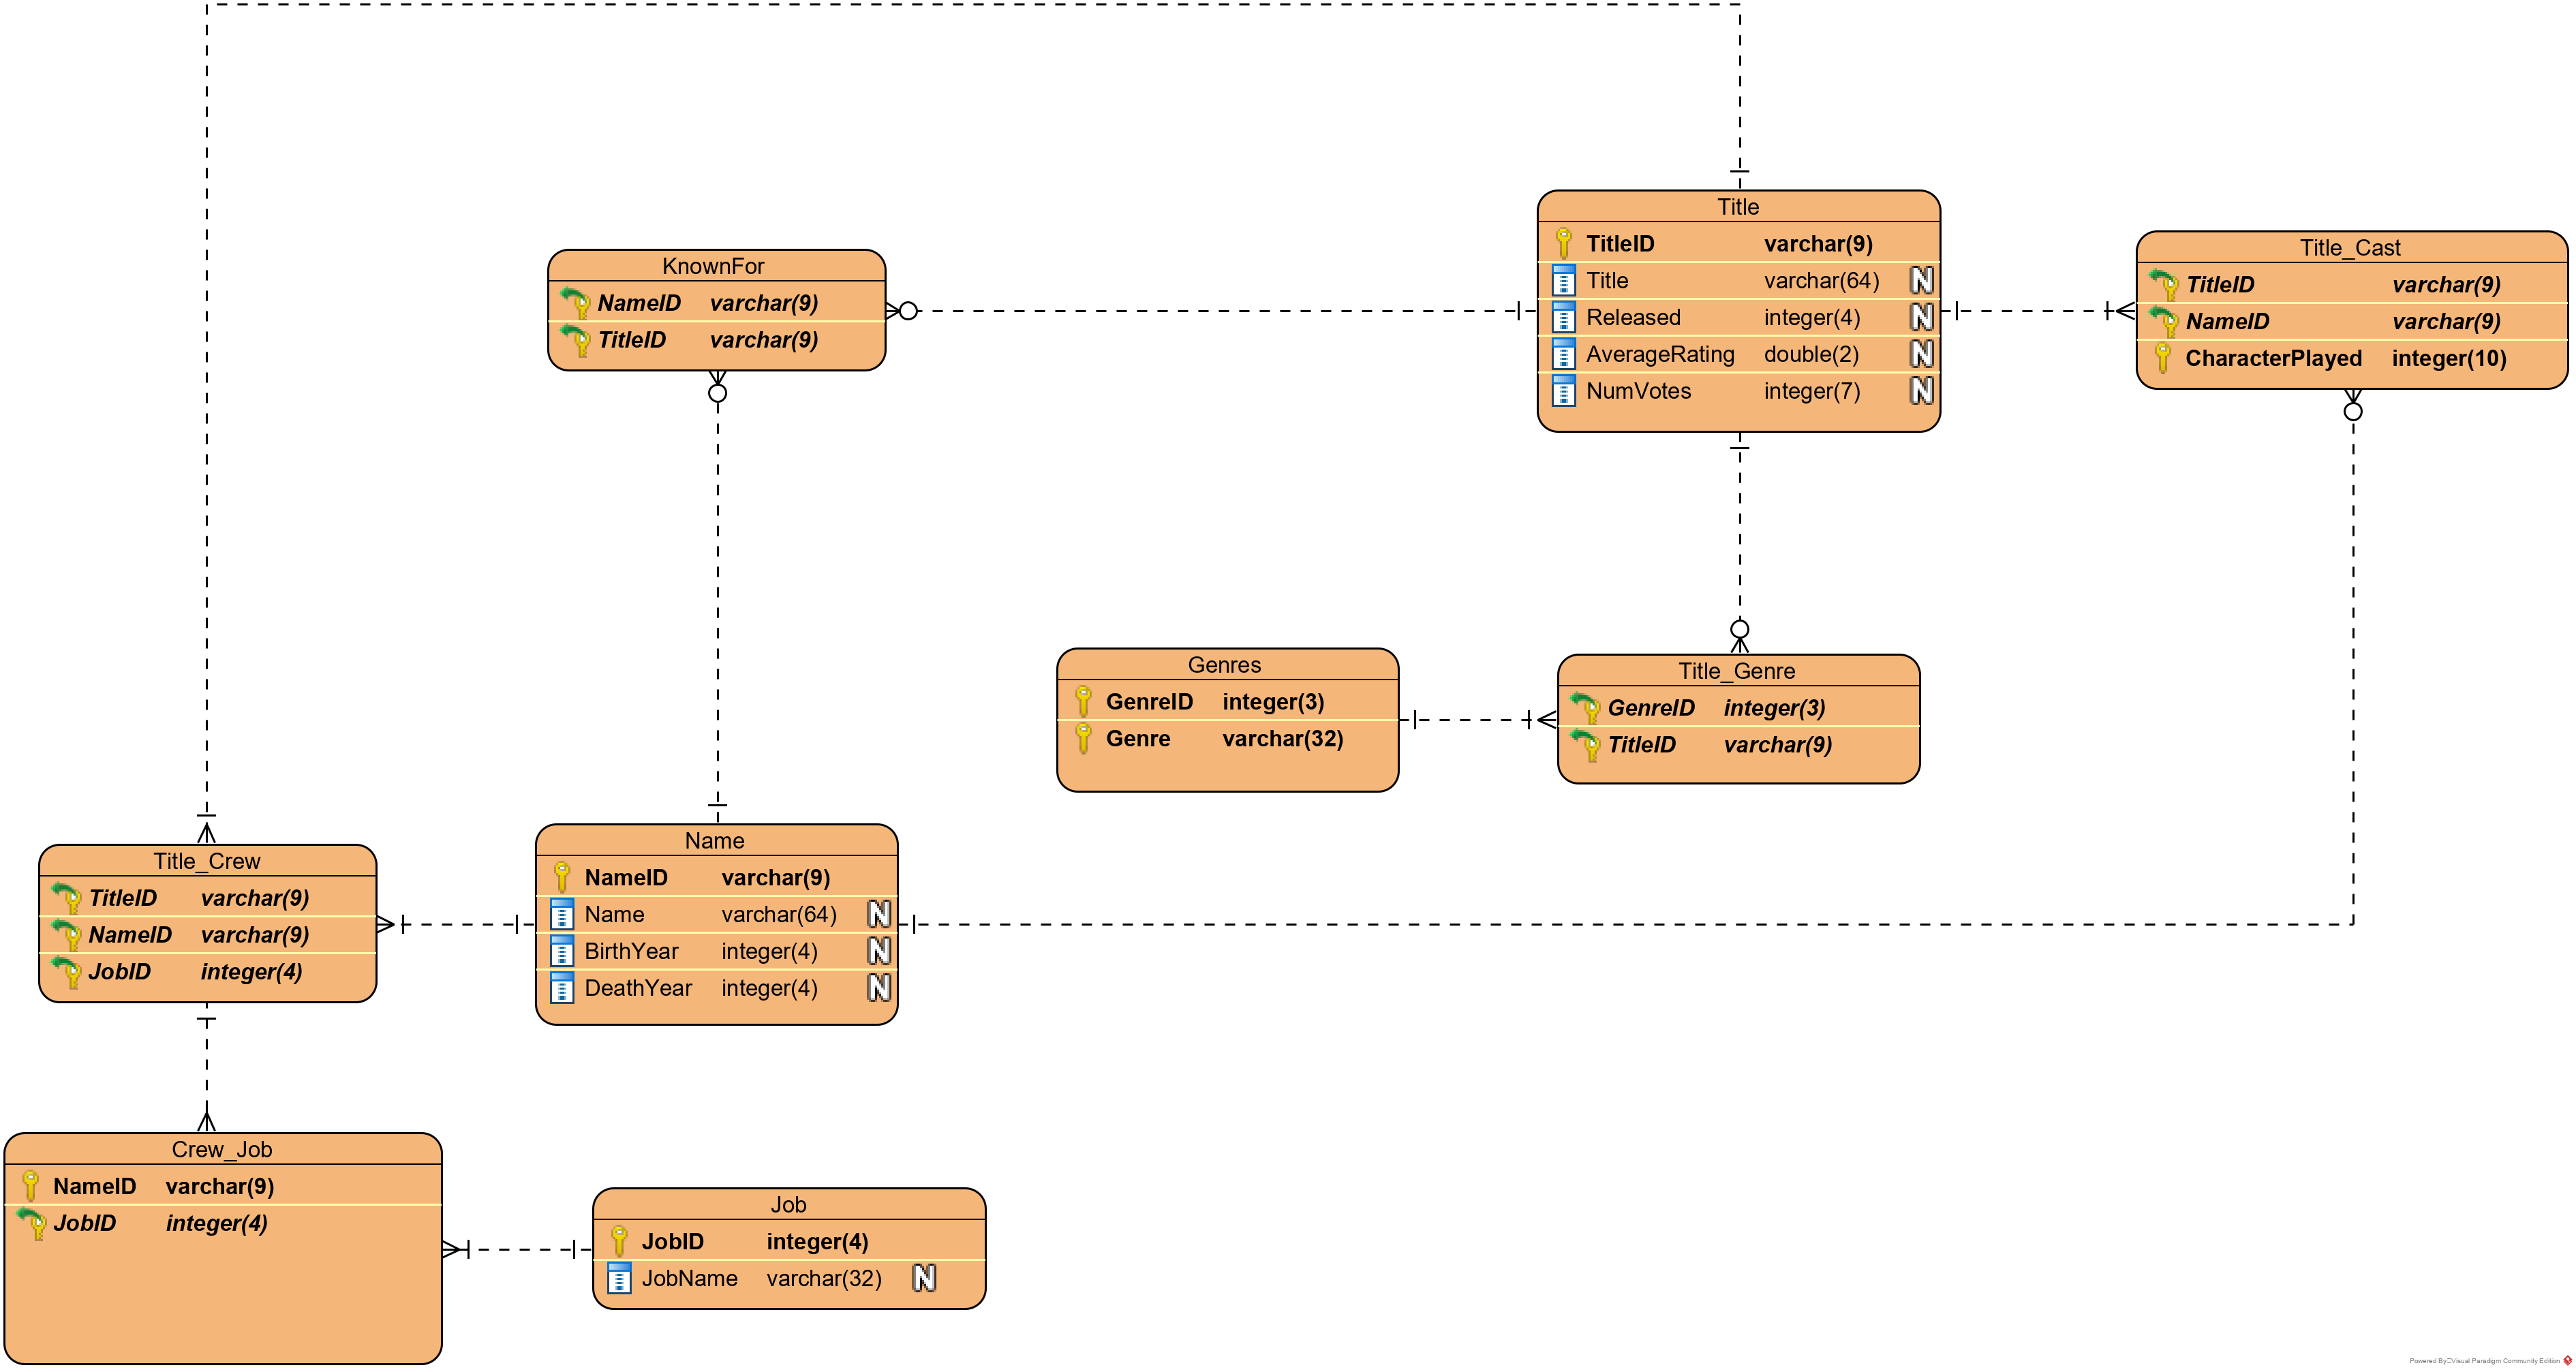 Title
TitleID varchar(9)
Title varchar(64) N
Released integer(4) N
AverageRating double(2) N
NumVotes integer(7) N
Title_Cast
TitleID varchar(9)
NameID varchar(9)
CharacterPlayed integer(10)
KnownFor
NameID varchar(9)
TitleID varchar(9)
Genres
GenreID integer(3)
Genre varchar(32)
Title_Genre
GenreID integer(3)
TitleID varchar(9)
Title_Crew
TitleID varchar(9)
NameID varchar(9)
JobID integer(4)
Name
NameID varchar(9)
Name varchar(64) N
BirthYear integer(4) N
DeathYear integer(4) N
Crew_Job
NameID varchar(9)
JobID integer(4)
Job
JobID integer(4)
JobName varchar(32) N
Visual Paradigm Community Edition